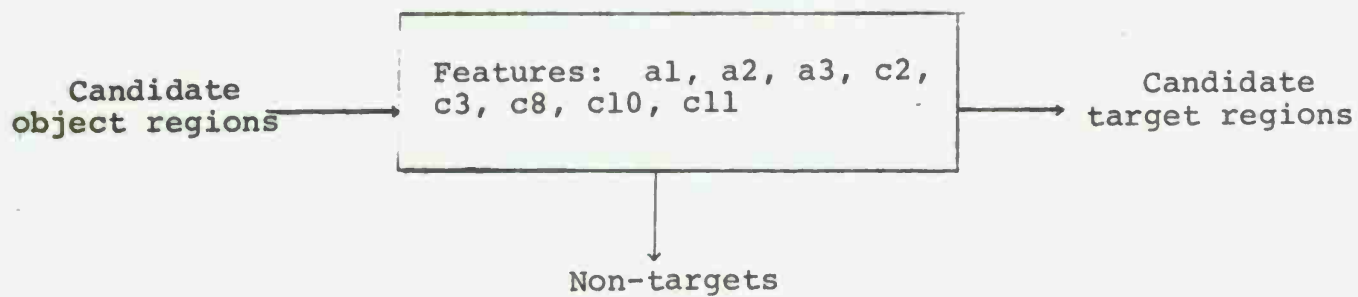 Candidate
object regions
Features: a1, a2, a3, c2,
c3, c8, c10, c11
Candidate
target regions
Non-targets